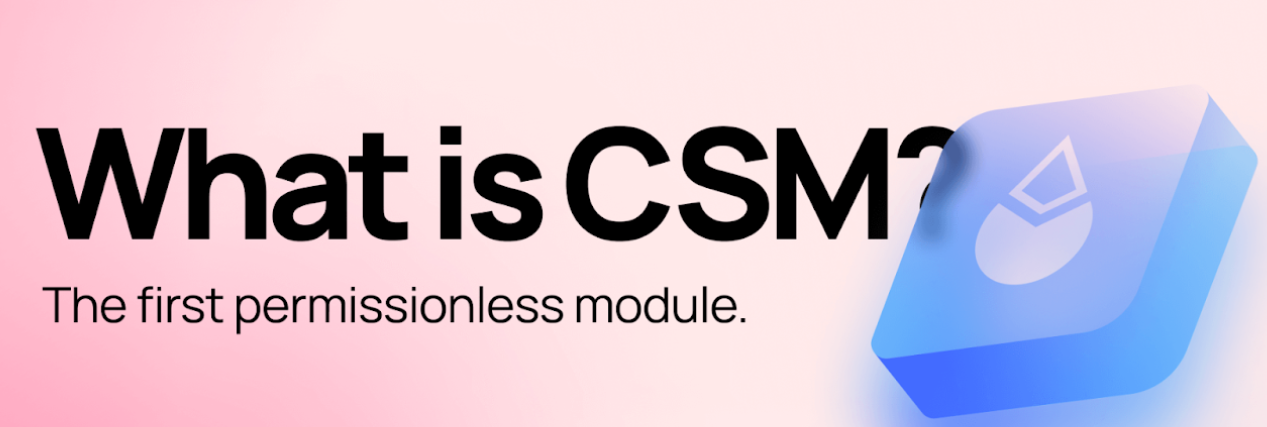 What is CSM?
The first permissionless module.